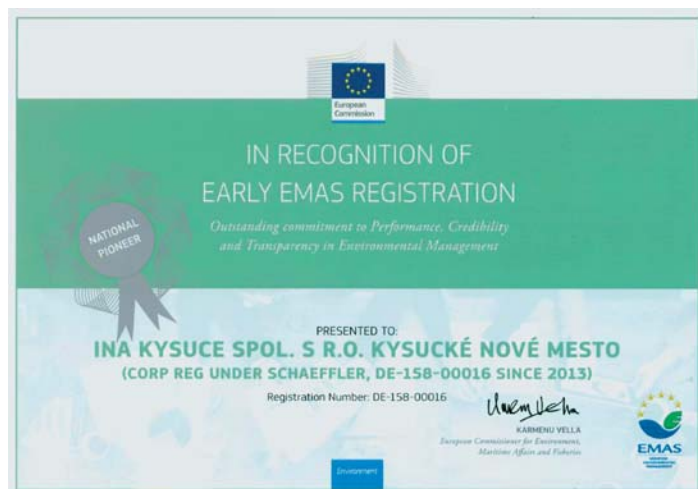 European
Commission
IN RECOGNITION OF
EARLY EMAS REGISTRATION
Outstanding commitment to Performance, Credibility
and Transparency in Environmental Management
NATIONAL
PIONEER
PRESENTED TO:
INA KYSUCE SPOL. S R.O. KYSUCKÉ NOVÉ MESTO
(CORP REG UNDER SCHAEFFLER, DE-158-00016 SINCE 2013)
Registration Number: DE-158-00016
KARMENU VELLA
European Commissioner for Environment,
Maritime Affairs and Fisheries
EMAS
Environment